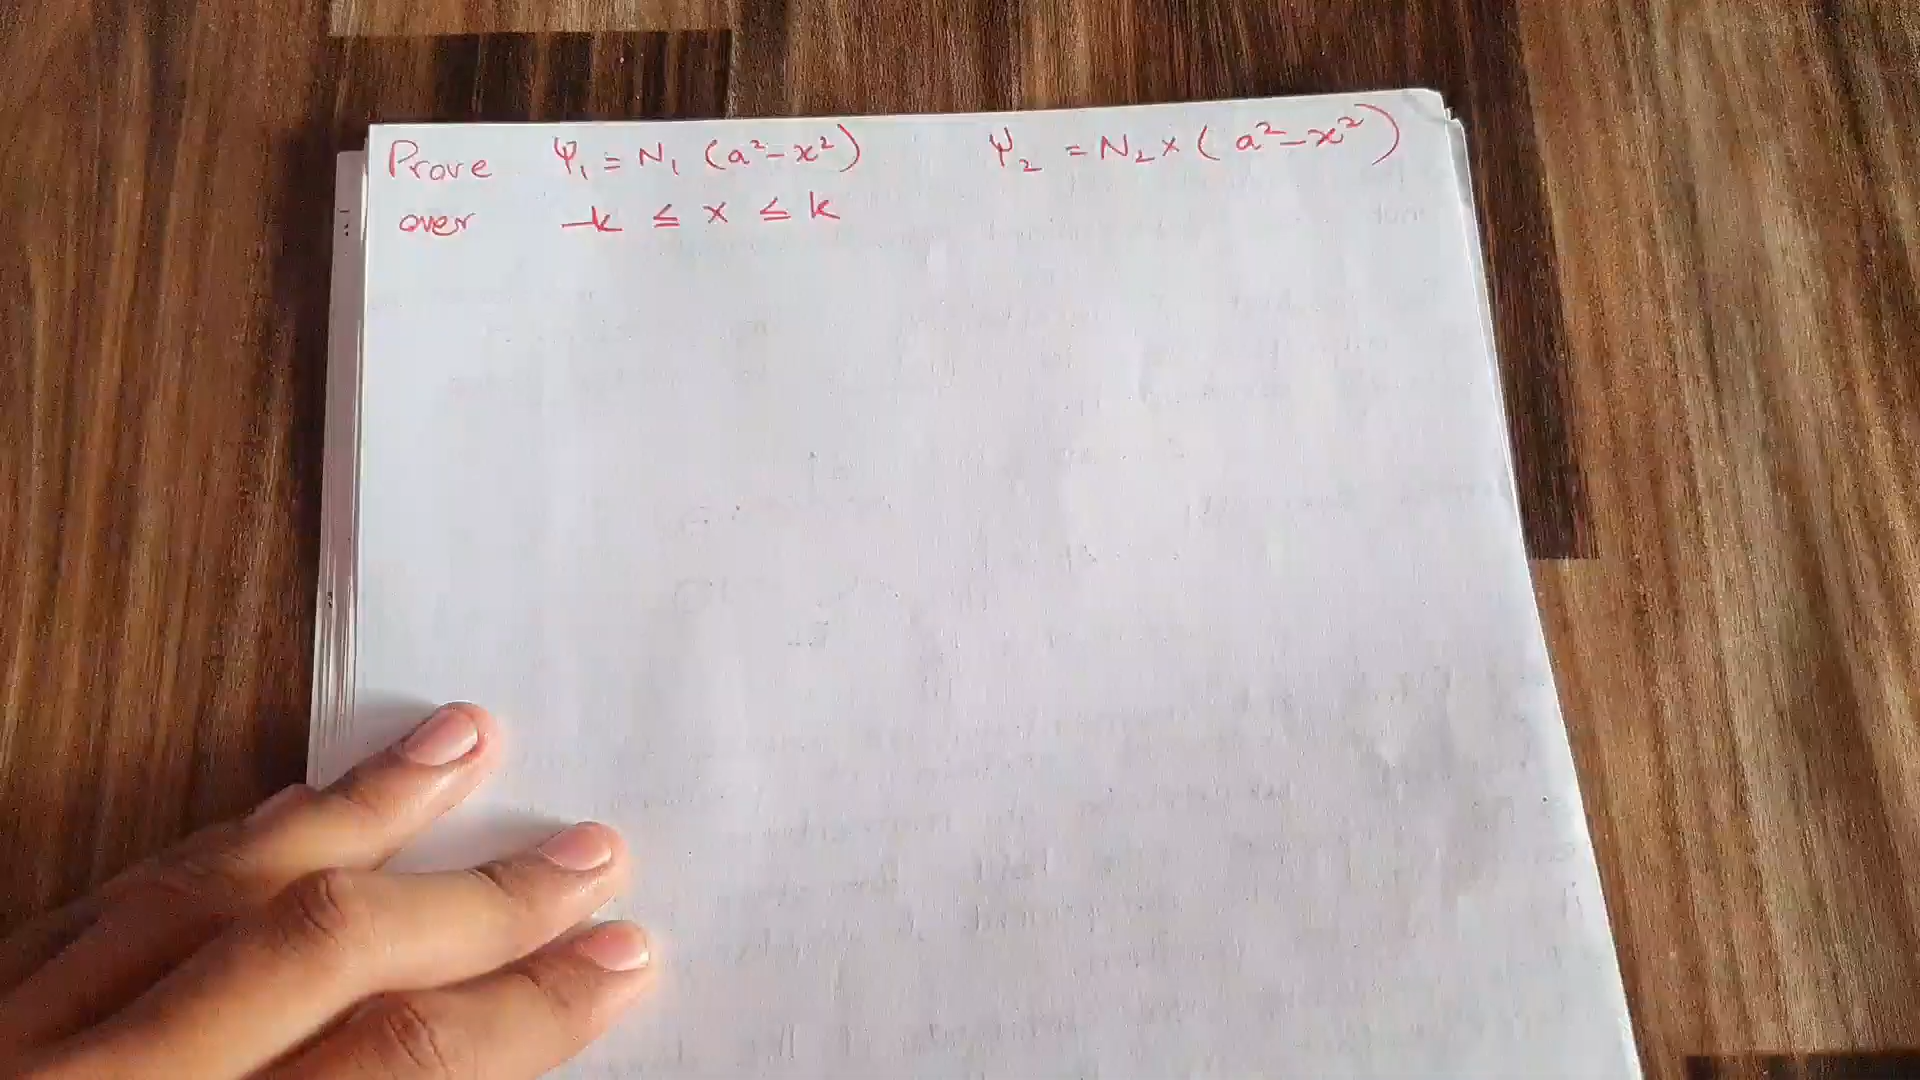 Prove Ψ₁ = N₁ (a²-x²) Ψ₂ = N₂ x (a²-x²)
over -k ≤ x ≤ k